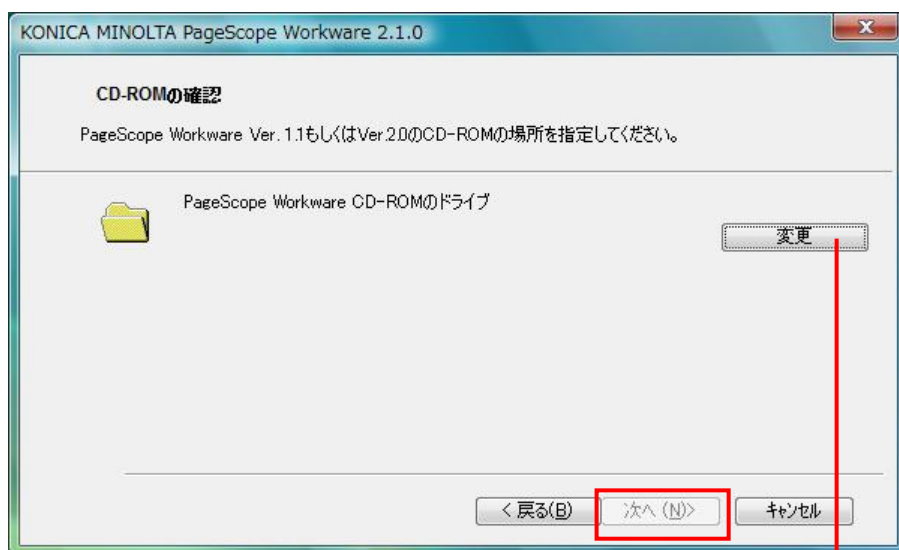 KONICA MINOLTA PageScope Workware 2.1.0
CD-ROMの確認
PageScope Workware Ver. 1.1もしくはVer.2.0のCD-ROMの場所を指定してください。
PageScope Workware CD-ROMのドライブ
変更
< 戻る(B)
次へ (N)>
キャンセル